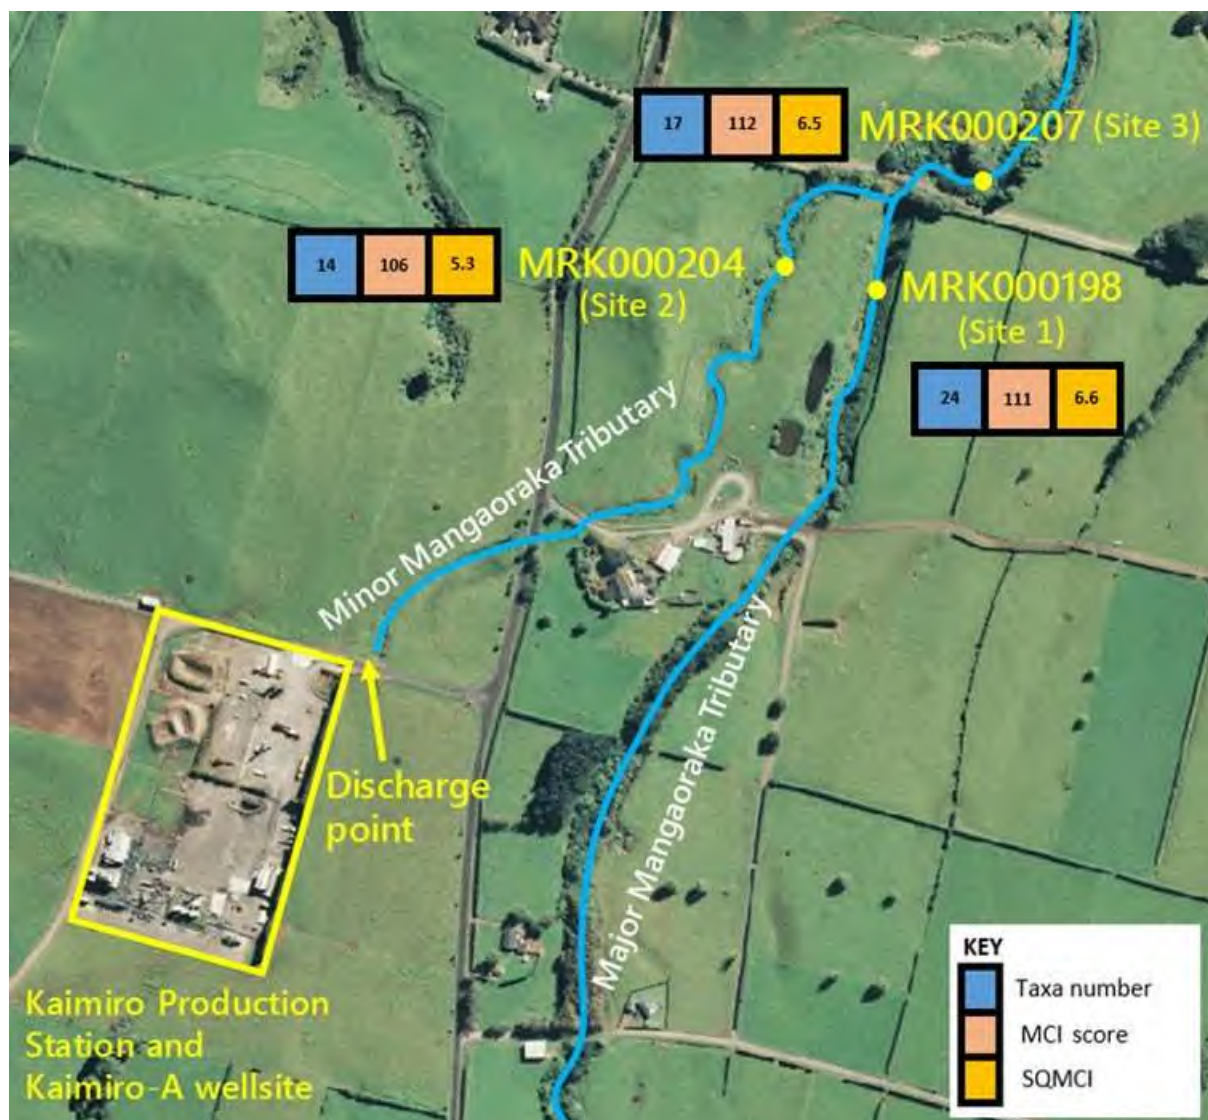 17 112 6.5
MRK000207 (Site 3)
14 106 5.3
MRK000204
(Site 2)
MRK000198
(Site 1)
24 111 6.6
Minor Mangaoraka Tributary
Major Mangaoraka Tributary
Discharge
point
Kaimiro Production
Station and
Kaimiro-A wellsite
KEY
Taxa number
MCI score
SQMCI